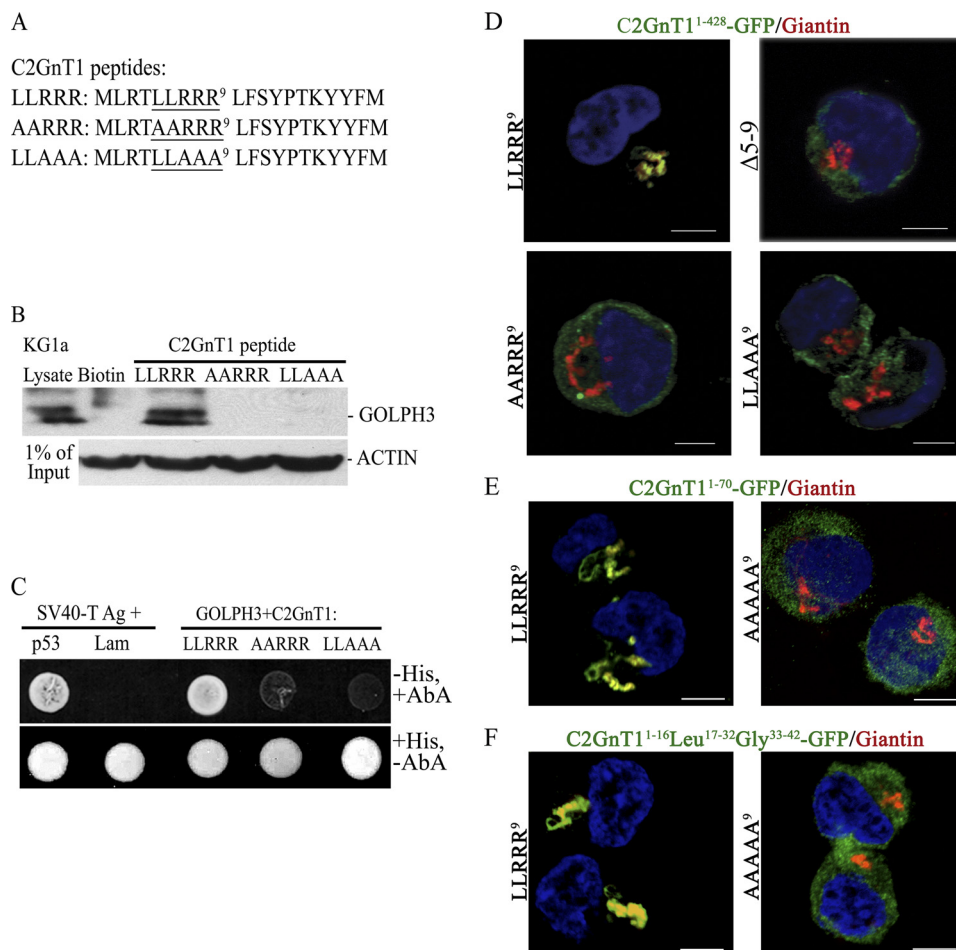 A
C2GnT1 peptides:
LLRRR: MLRTLLRRR⁹ LFSYPTKYYFM
AARRR: MLRTAARRR⁹ LFSYPTKYYFM
LLAAA: MLRTLLAAA⁹ LFSYPTKYYFM
B
KG1a
C2GnT1 peptide
Lysate Biotin LLRRR AARRR LLAAA
- GOLPH3
1% of
Input
- ACTIN
C
SV40-T Ag +
GOLPH3+C2GnT1:
p53 Lam LLRRR AARRR LLAAA
-His,
+AbA
+His,
-AbA
D
C2GnT1¹⁻⁴²⁸-GFP/Giantin
LLRRR⁹
Δ5-9
AARRR⁹
LLAAA⁹
E
C2GnT1¹⁻⁷⁰-GFP/Giantin
LLRRR⁹
AAAAA⁹
F
C2GnT1¹⁻¹⁶Leu¹⁷⁻³²Gly³³⁻⁴²-GFP/Giantin
LLRRR⁹
AAAAA⁹